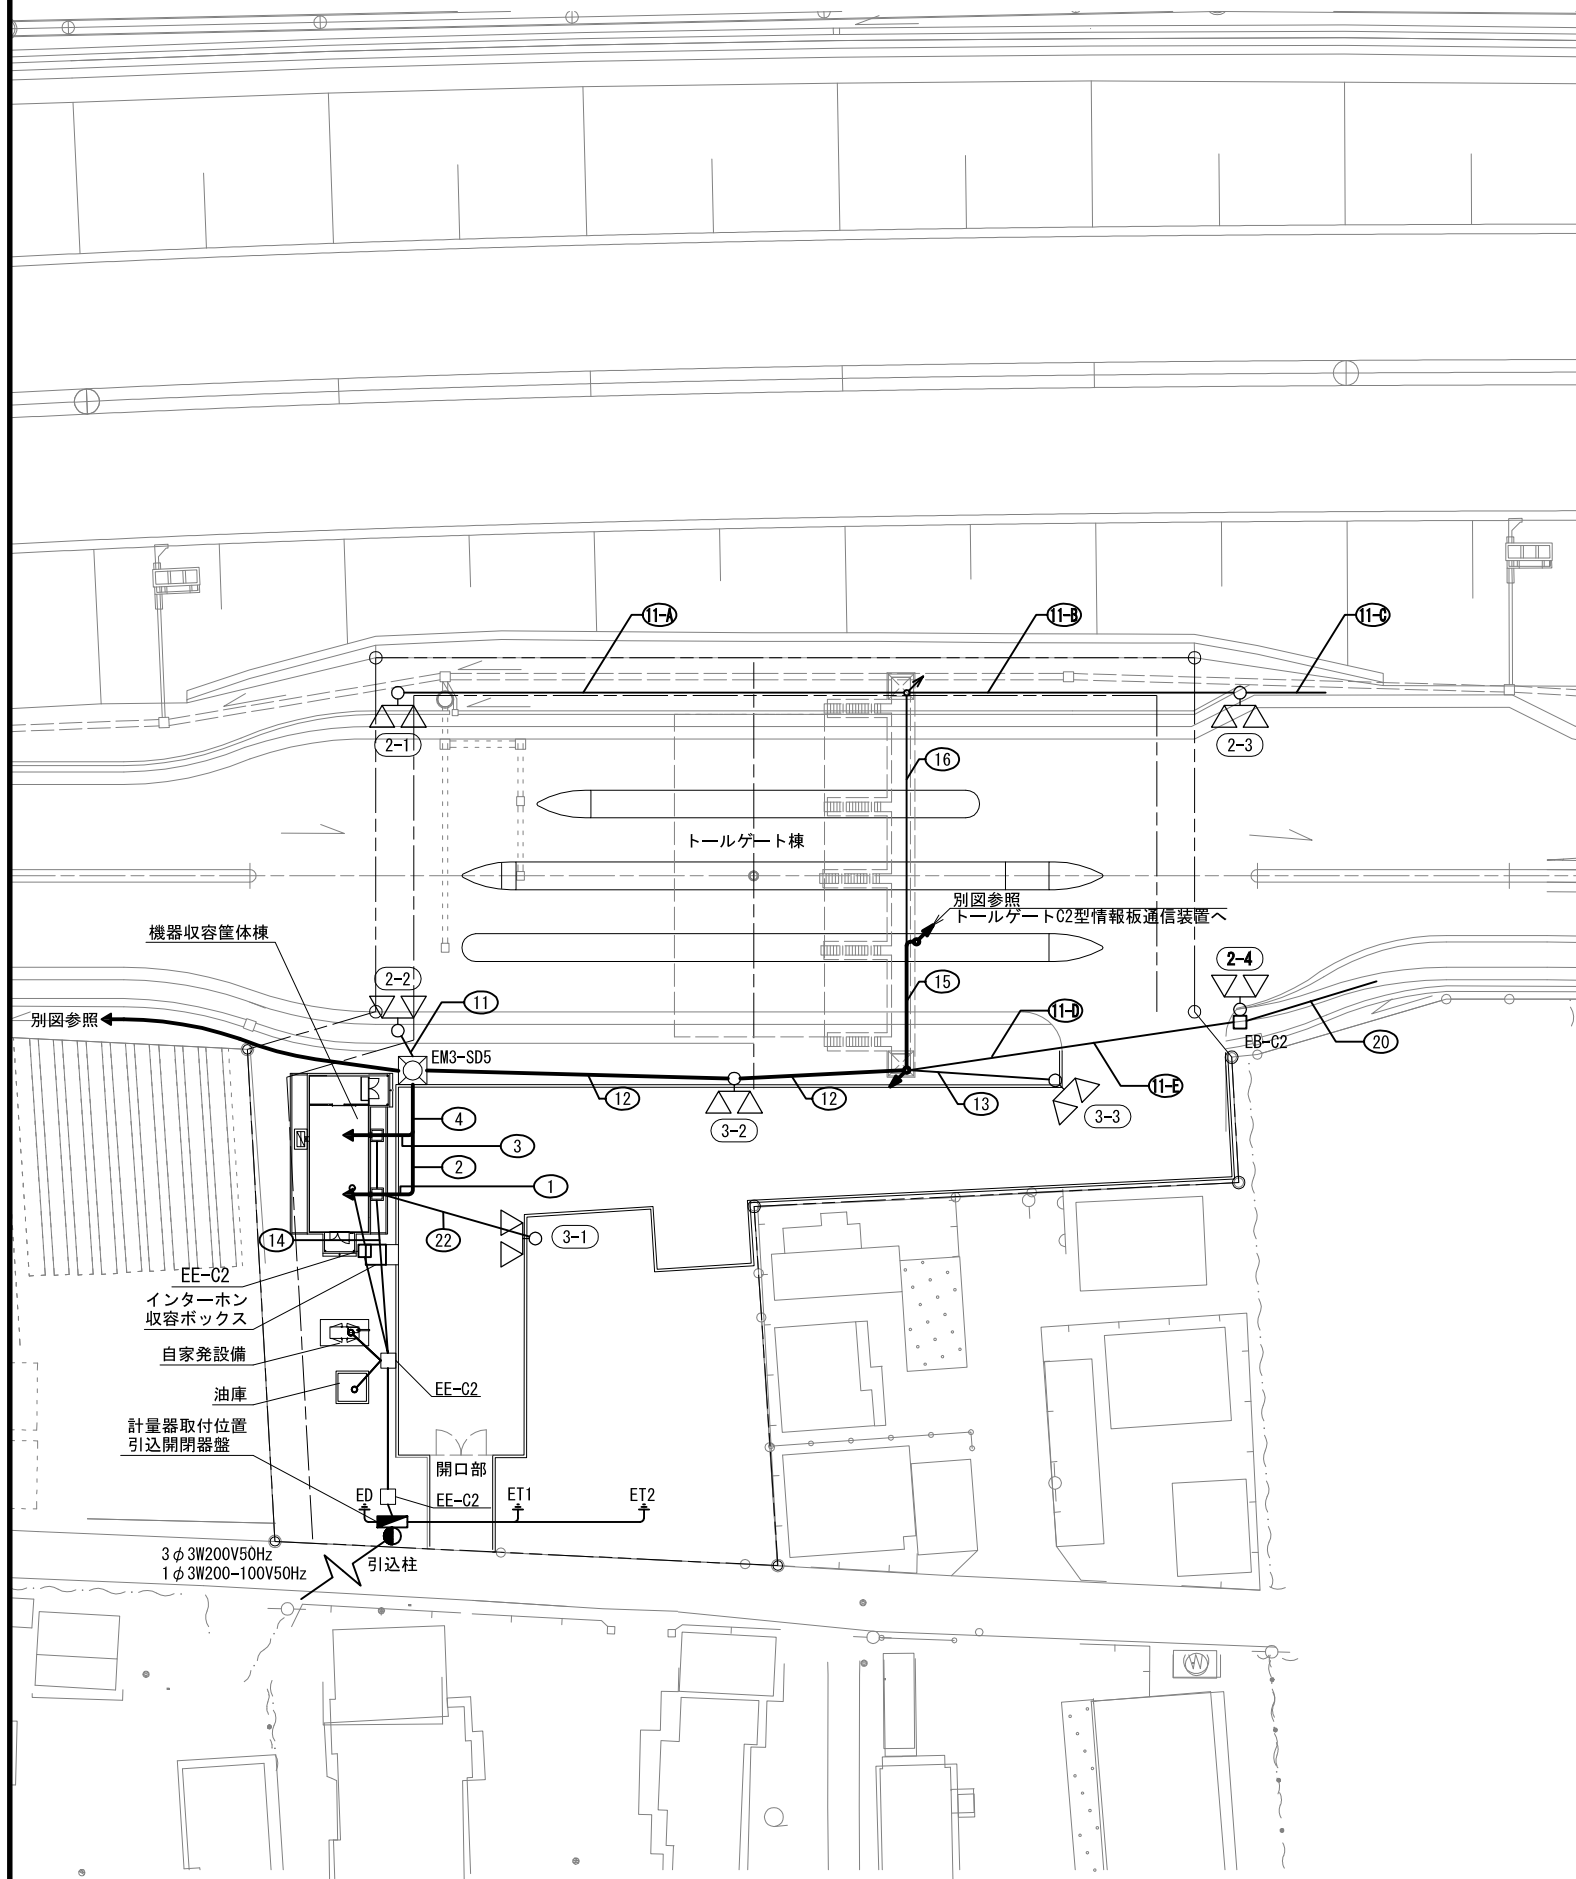 11-A
11-B
11-C
2-1
2-3
16
トールゲート棟
別図参照
トールゲートC2型情報板通信装置へ
機器収容筐体棟
2-2
2-4
15
11
11-D
別図参照
EM3-SD5
EB-C2
20
12
12
13
11-E
3-2
3-3
4
3
2
1
14
22
3-1
EE-C2
インターホン
収容ボックス
自家発設備
油庫
EE-C2
計量器取付位置
引込開閉器盤
開口部
ED
EE-C2
ET1
ET2
3φ3W200V50Hz
1φ3W200-100V50Hz
引込柱